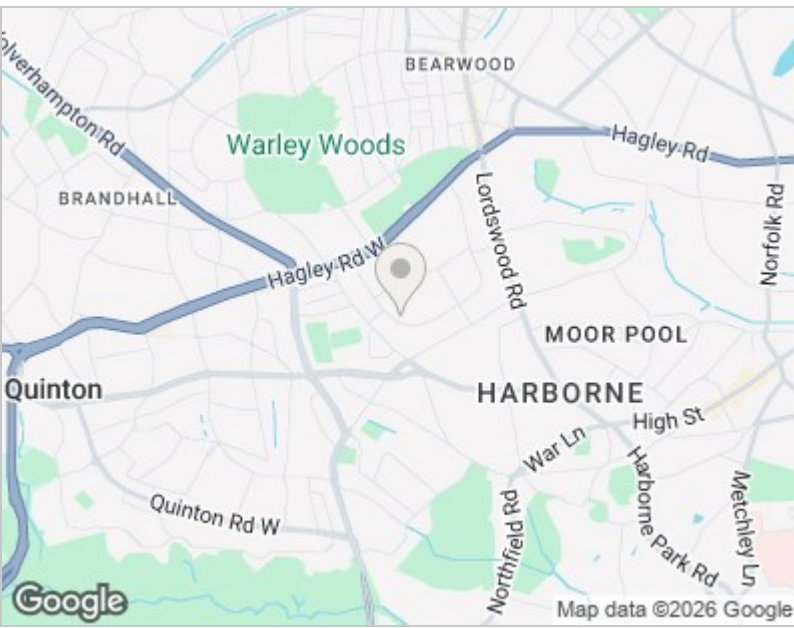 BEARWOOD
Wolverhampton Rd
Hagley Rd
Warley Woods
BRANDHALL
Lordswood Rd
Norfolk Rd
Hagley Rd W
MOOR POOL
Quinton
HARBORNE
High St
War Ln
Harborne Park Rd
Metchley Ln
Quinton Rd W
Northfield Rd
Google
Map data ©2026 Google